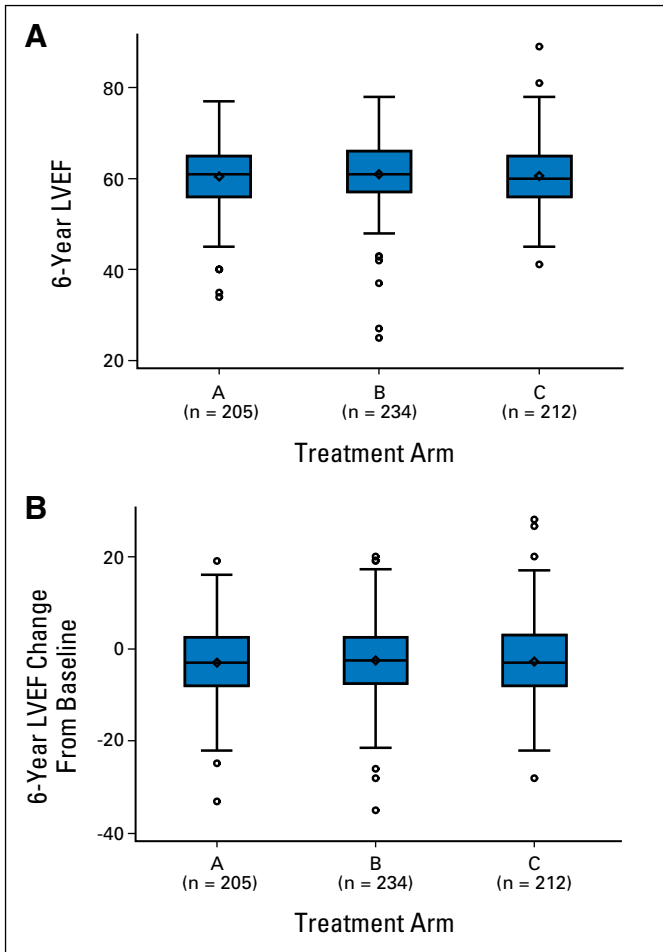 A
6-Year LVEF
80
60
40
20
A
(n = 205)
B
(n = 234)
C
(n = 212)
Treatment Arm
B
6-Year LVEF Change
From Baseline
20
0
-20
-40
A
(n = 205)
B
(n = 234)
C
(n = 212)
Treatment Arm